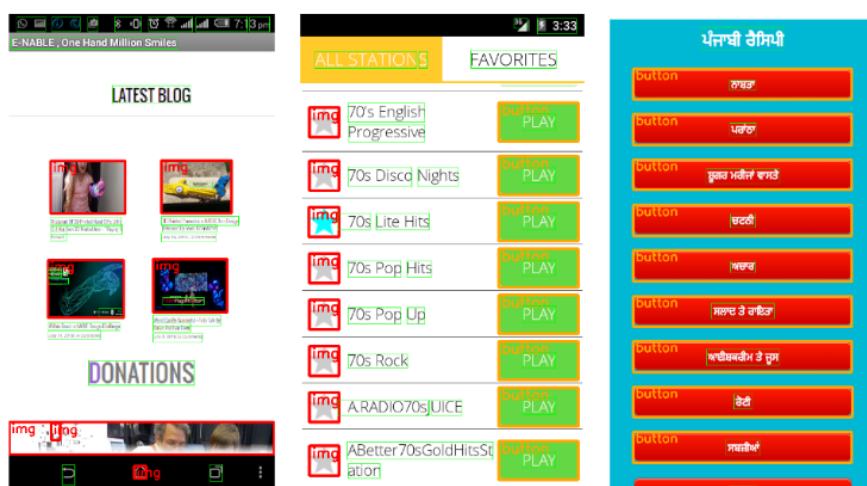 7:13 pm
E-NABLE , One Hand Million Smiles
LATEST BLOG
img
img
img
img
DONATIONS
img
img
img
3:33
ALL STATIONS
FAVORITES
img
70's English
Progressive
button
PLAY
img
70s Disco Nights
button
PLAY
img
70s Lite Hits
button
PLAY
img
70s Pop Hits
button
PLAY
img
70s Pop Up
button
PLAY
img
70s Rock
button
PLAY
img
A.RADIO70sJUICE
button
PLAY
img
ABetter70sGoldHitsSt
ation
button
PLAY
ਪੰਜਾਬੀ ਰੈਸਿਪੀ
button
ਨਾਸ਼ਤਾ
button
ਪਰਾਂਠਾ
button
ਸ਼ੂਗਰ ਮਰੀਜਾਂ ਵਾਸਤੇ
button
ਚਟਨੀ
button
ਅਚਾਰ
button
ਸਲਾਦ ਤੇ ਰਾਇਤਾ
button
ਆਈਸਕਰੀਮ ਤੇ ਜੂਸ
button
ਰੋਟੀ
button
ਸਬਜ਼ੀਆਂ